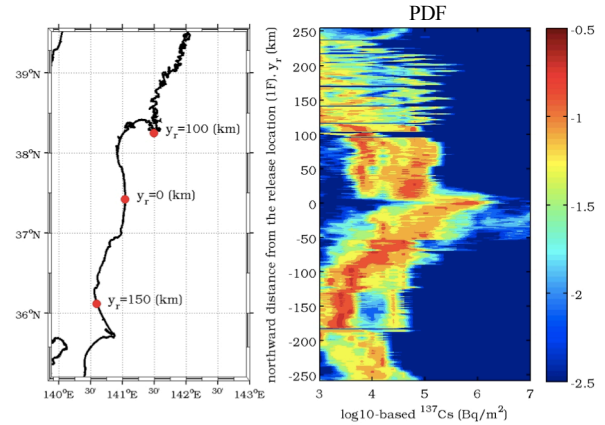 PDF
39°N
38°N
37°N
36°N
140°E
30'
141°E
30'
142°E
30'
143°E
y_r=100 (km)
y_r=0 (km)
y_r=150 (km)
northward distance from the release location (1F), y_r (km)
250
200
150
100
50
0
-50
-100
-150
-200
-250
3
4
5
6
7
log10-based ¹³⁷Cs (Bq/m²)
-0.5
-1
-1.5
-2
-2.5